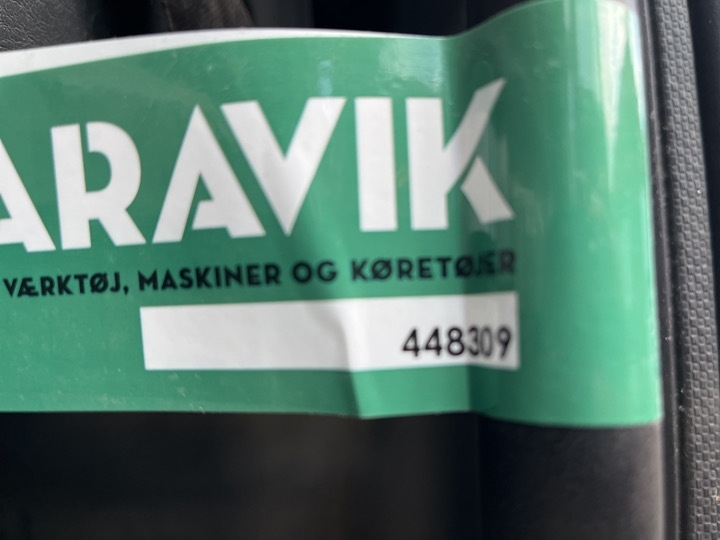 ARAVIK
VÆRKTØJ, MASKINER OG KØRETØJER
448309